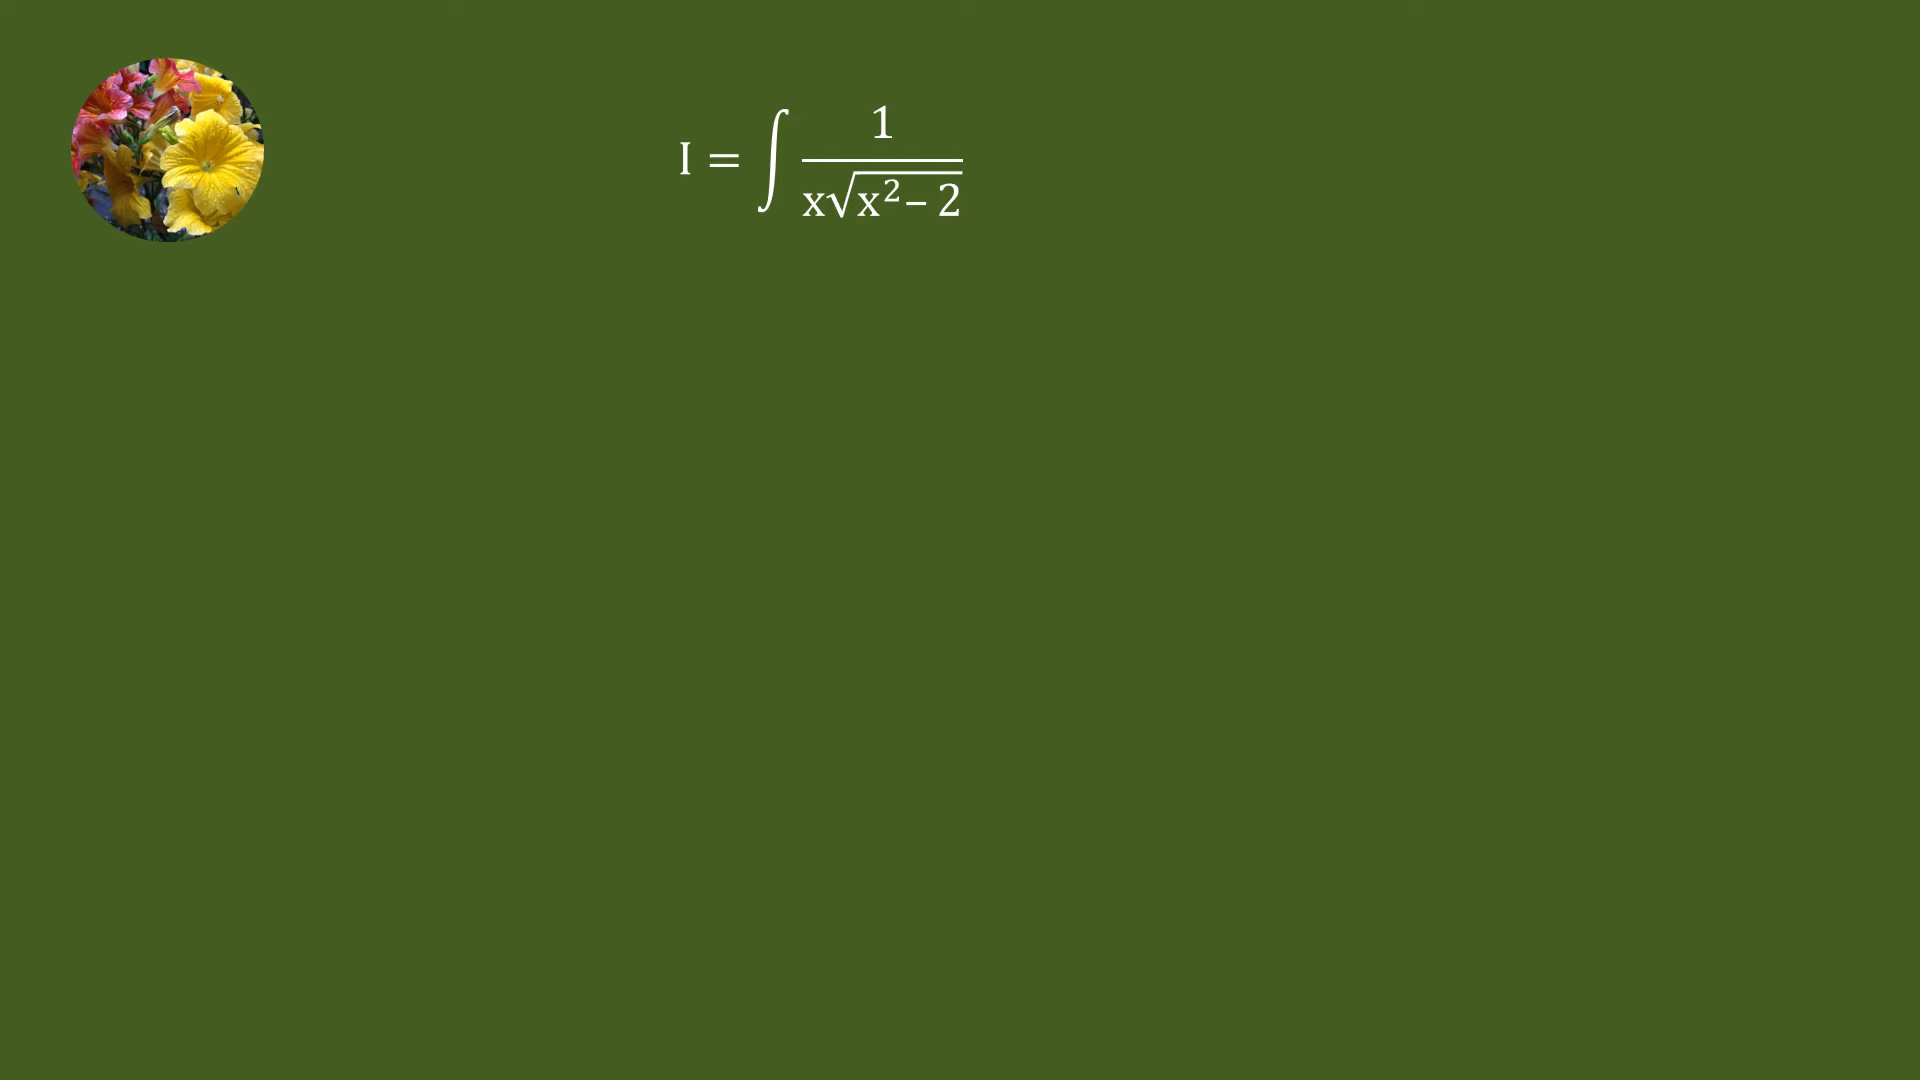 I = ∫ 1/(x√(x² – 2))